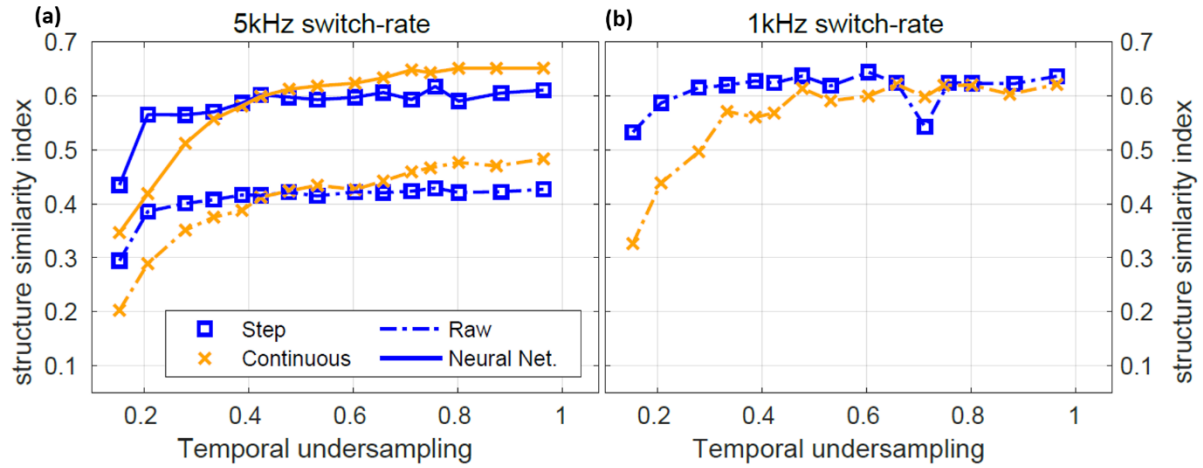 (a)
5kHz switch-rate
structure similarity index
0.7
0.6
0.5
0.4
0.3
0.2
0.1
Step
Continuous
Raw
Neural Net.
0.2
0.4
0.6
0.8
1
Temporal undersampling
(b)
1kHz switch-rate
0.7
0.6
0.5
0.4
0.3
0.2
0.1
structure similarity index
0.2
0.4
0.6
0.8
1
Temporal undersampling